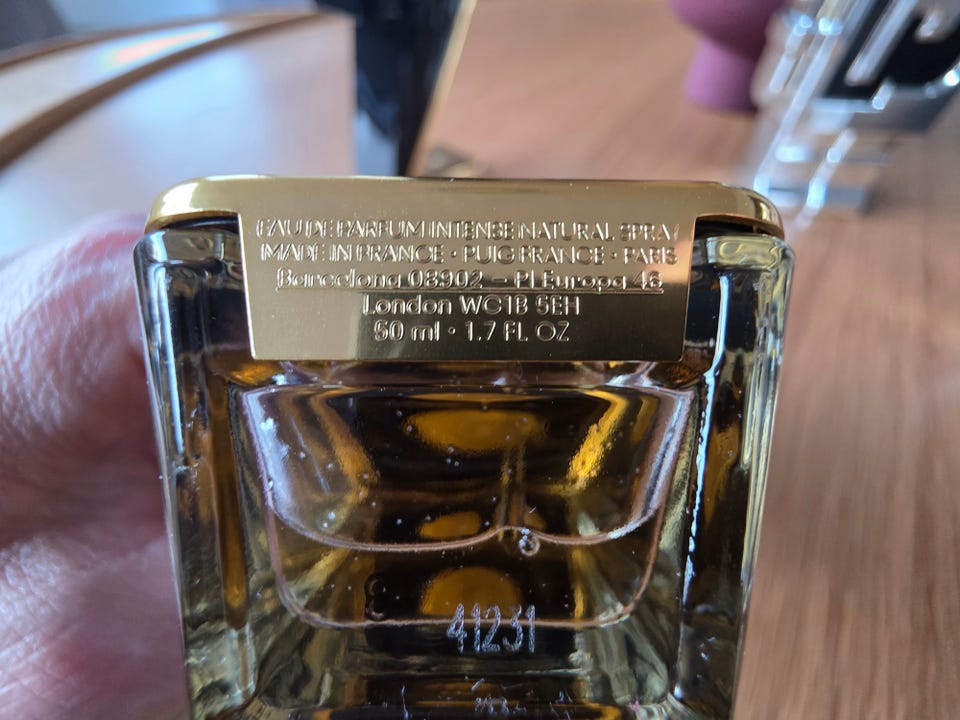 EAU DE PARFUM INTENSE NATURAL SPRAY
MADE IN FRANCE · PUIG FRANCE · PARIS
Barcelona 08902 – Pl Europa 46
London WC1B 5EH
50 ml · 1.7 FL OZ
41231